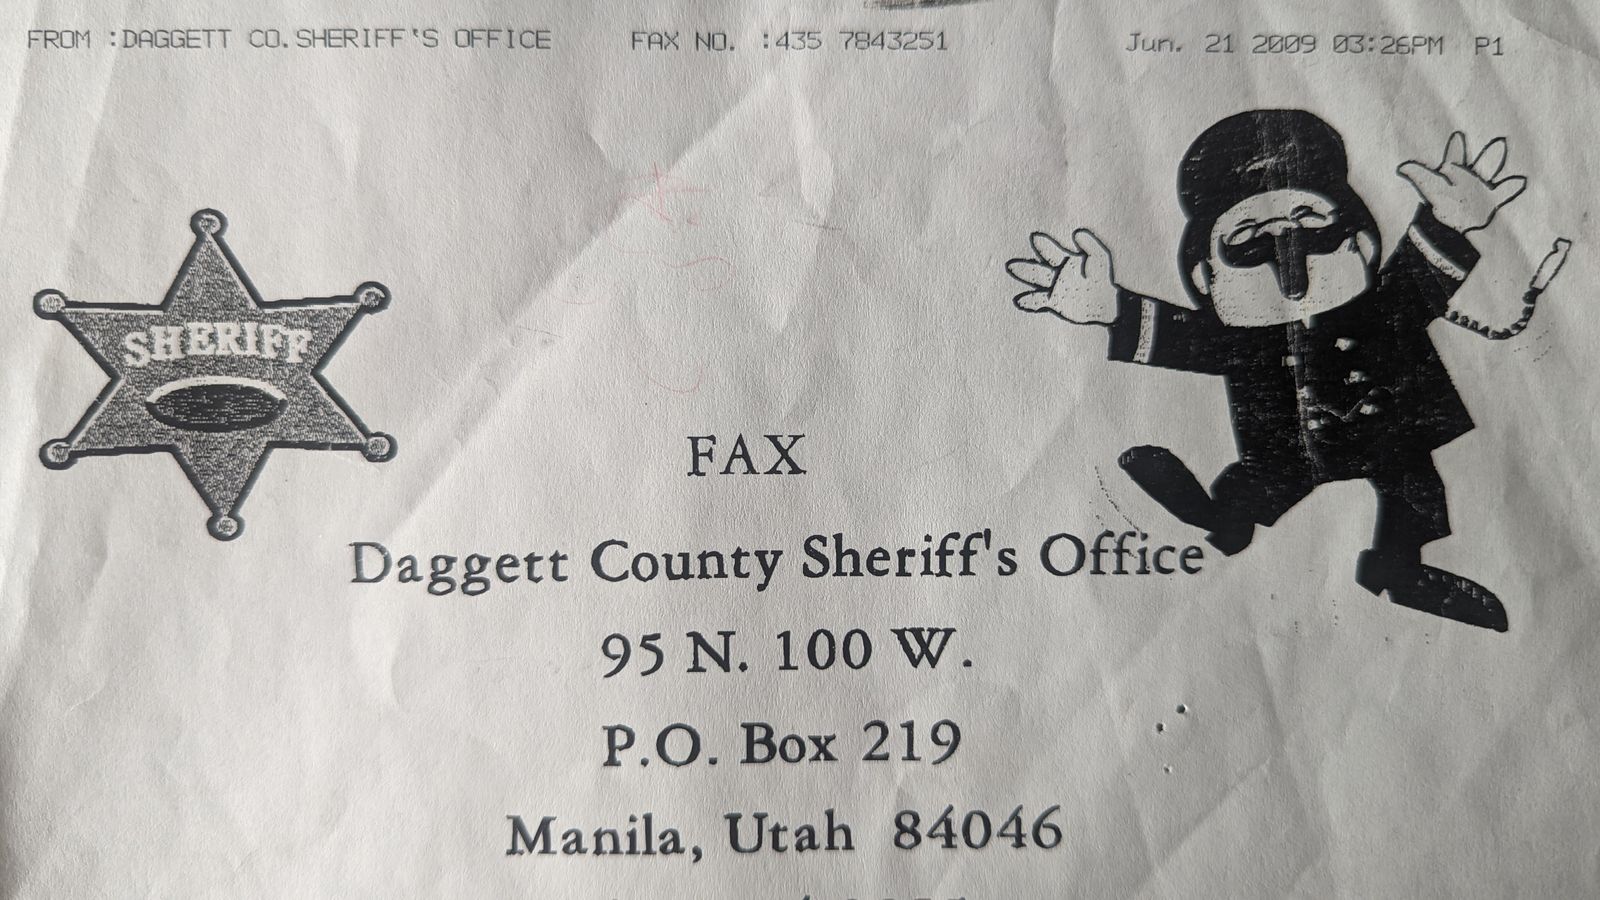 FROM :DAGGETT CO.SHERIFF'S OFFICE FAX NO. :435 7843251 Jun. 21 2009 03:26PM P1
SHERIFF
FAX
Daggett County Sheriff's Office
95 N. 100 W.
P.O. Box 219
Manila, Utah 84046